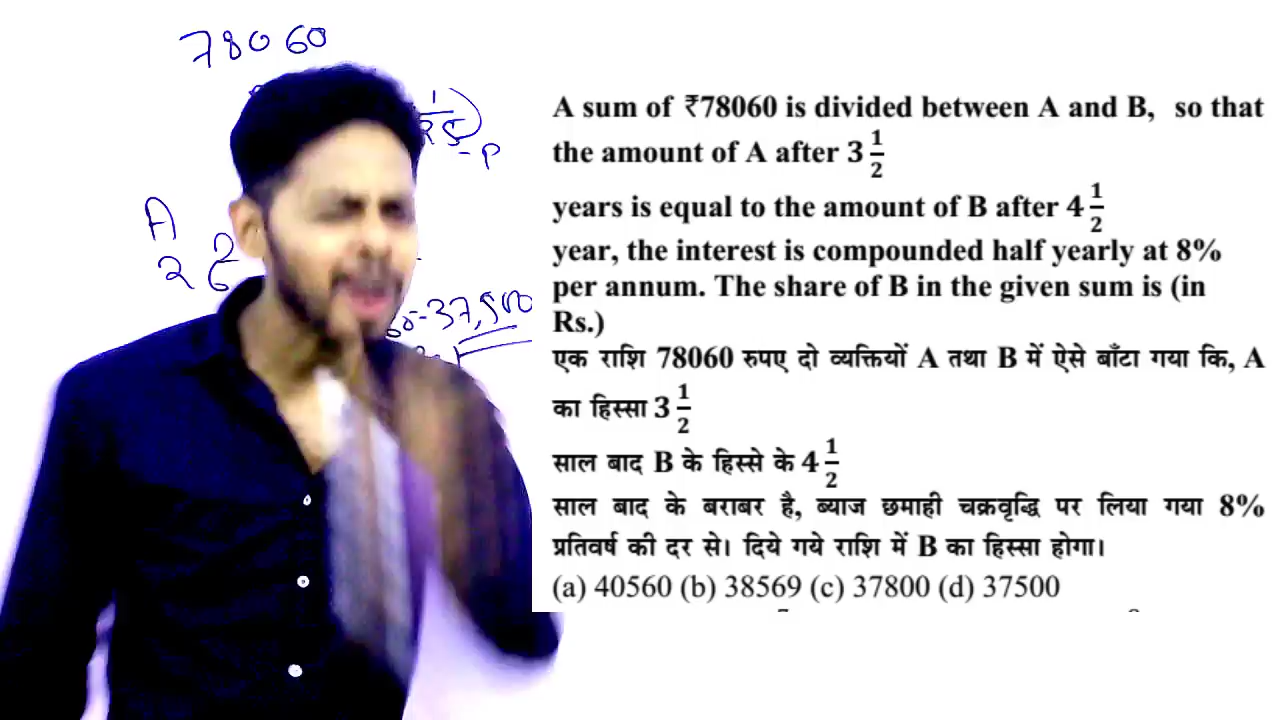 78060
A sum of ₹78060 is divided between A and B, so that
the amount of A after 3 1/2
years is equal to the amount of B after 4 1/2
year, the interest is compounded half yearly at 8%
per annum. The share of B in the given sum is (in
Rs.)
एक राशि 78060 रुपए दो व्यक्तियों A तथा B में ऐसे बाँटा गया कि, A
का हिस्सा 3 1/2
साल बाद B के हिस्से के 4 1/2
साल बाद के बराबर है, ब्याज छमाही चक्रवृद्धि पर लिया गया 8%
प्रतिवर्ष की दर से। दिये गये राशि में B का हिस्सा होगा।
(a) 40560 (b) 38569 (c) 37800 (d) 37500
A